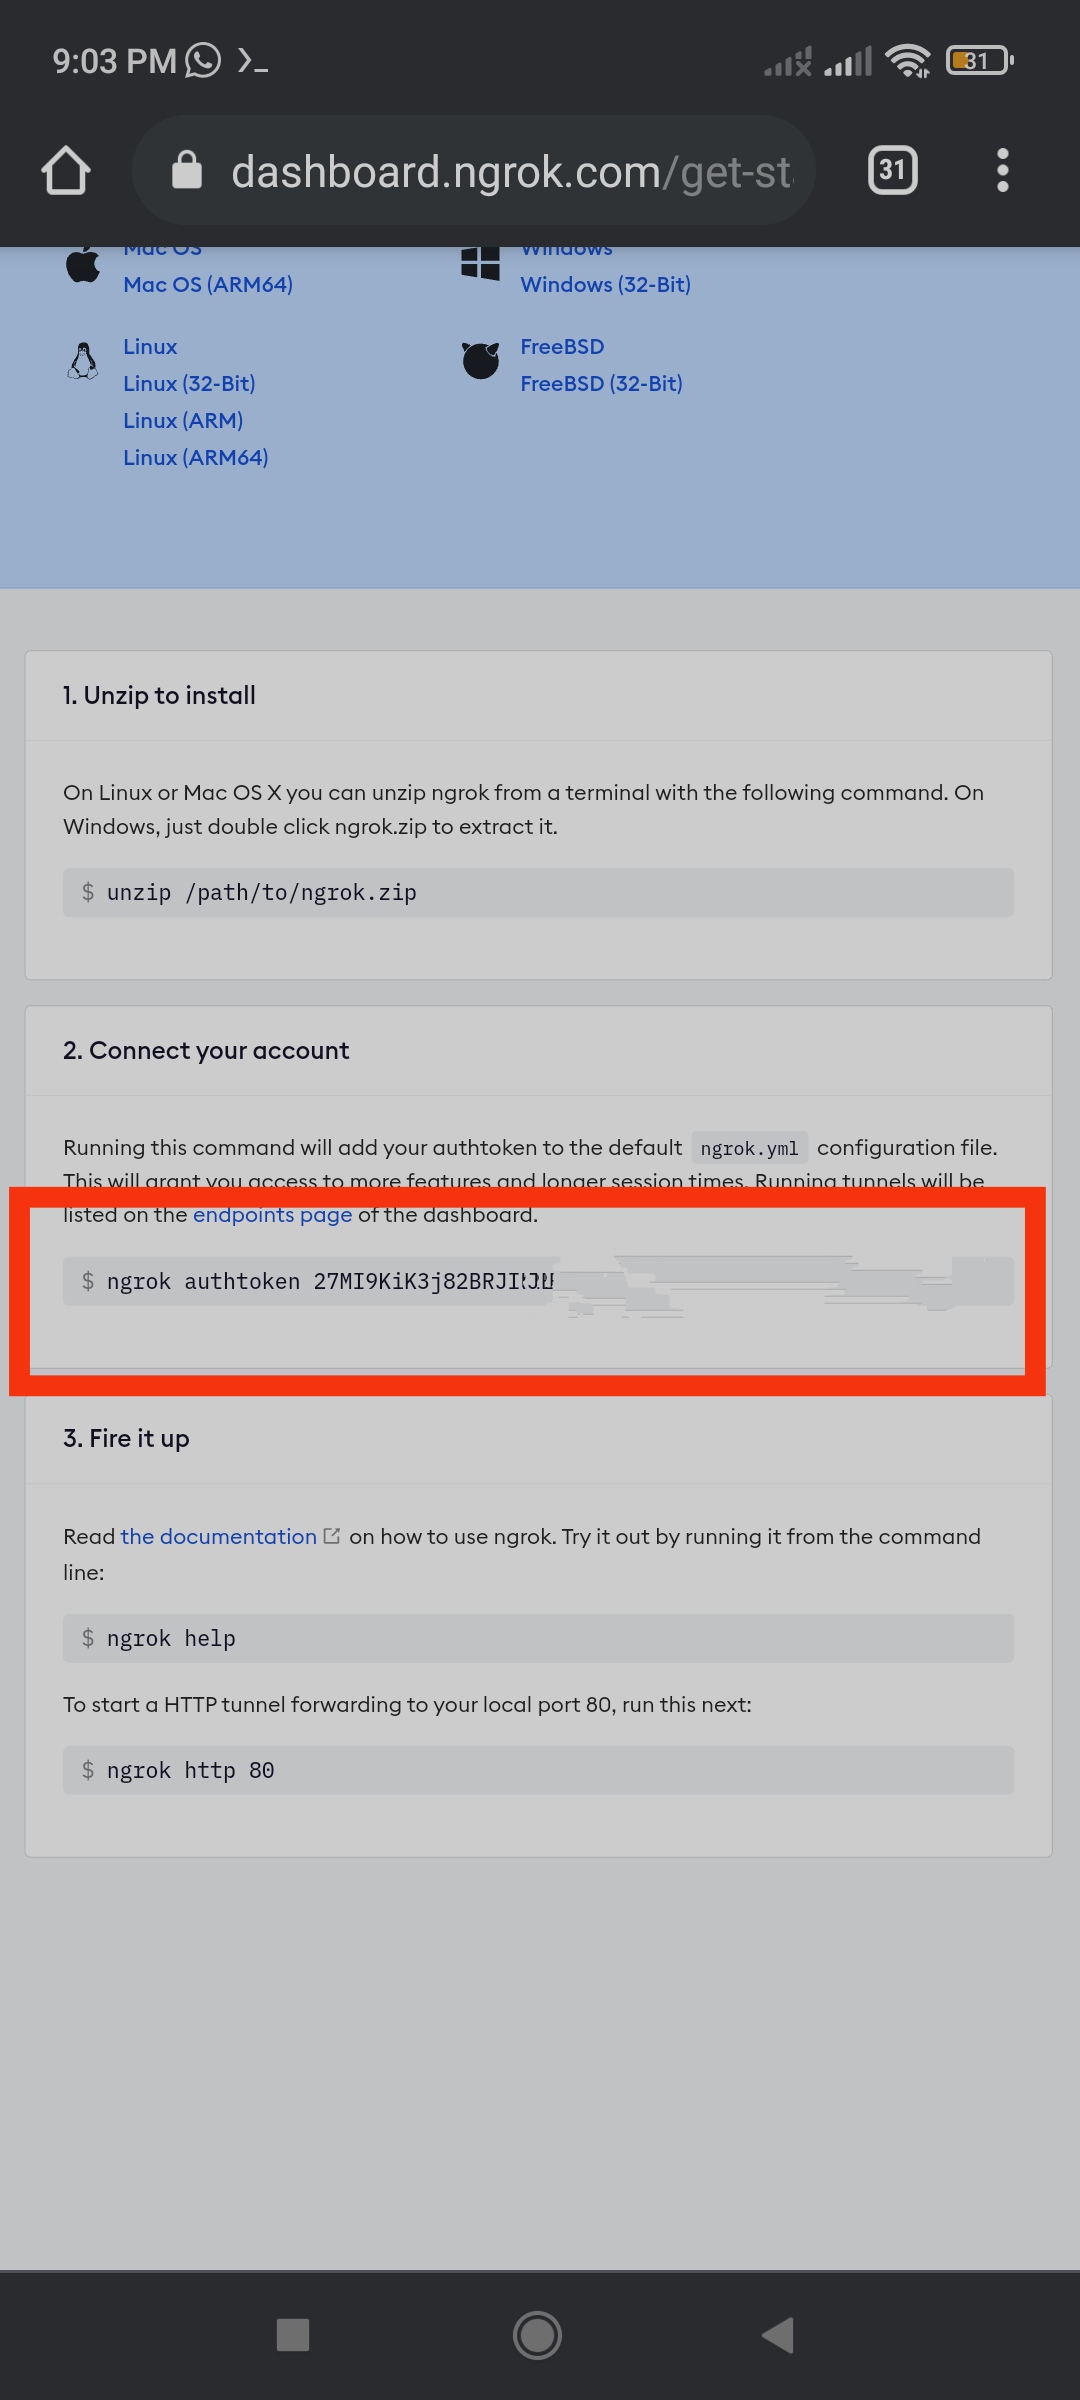 9:03 PM
31
dashboard.ngrok.com/get-st
31
Mac OS
Mac OS (ARM64)
Windows
Windows (32-Bit)
Linux
Linux (32-Bit)
Linux (ARM)
Linux (ARM64)
FreeBSD
FreeBSD (32-Bit)
1. Unzip to install
On Linux or Mac OS X you can unzip ngrok from a terminal with the following command. On
Windows, just double click ngrok.zip to extract it.
$ unzip /path/to/ngrok.zip
2. Connect your account
Running this command will add your authtoken to the default ngrok.yml configuration file.
This will grant you access to more features and longer session times. Running tunnels will be
listed on the endpoints page of the dashboard.
$ ngrok authtoken
3. Fire it up
Read the documentation on how to use ngrok. Try it out by running it from the command
line:
$ ngrok help
To start a HTTP tunnel forwarding to your local port 80, run this next:
$ ngrok http 80